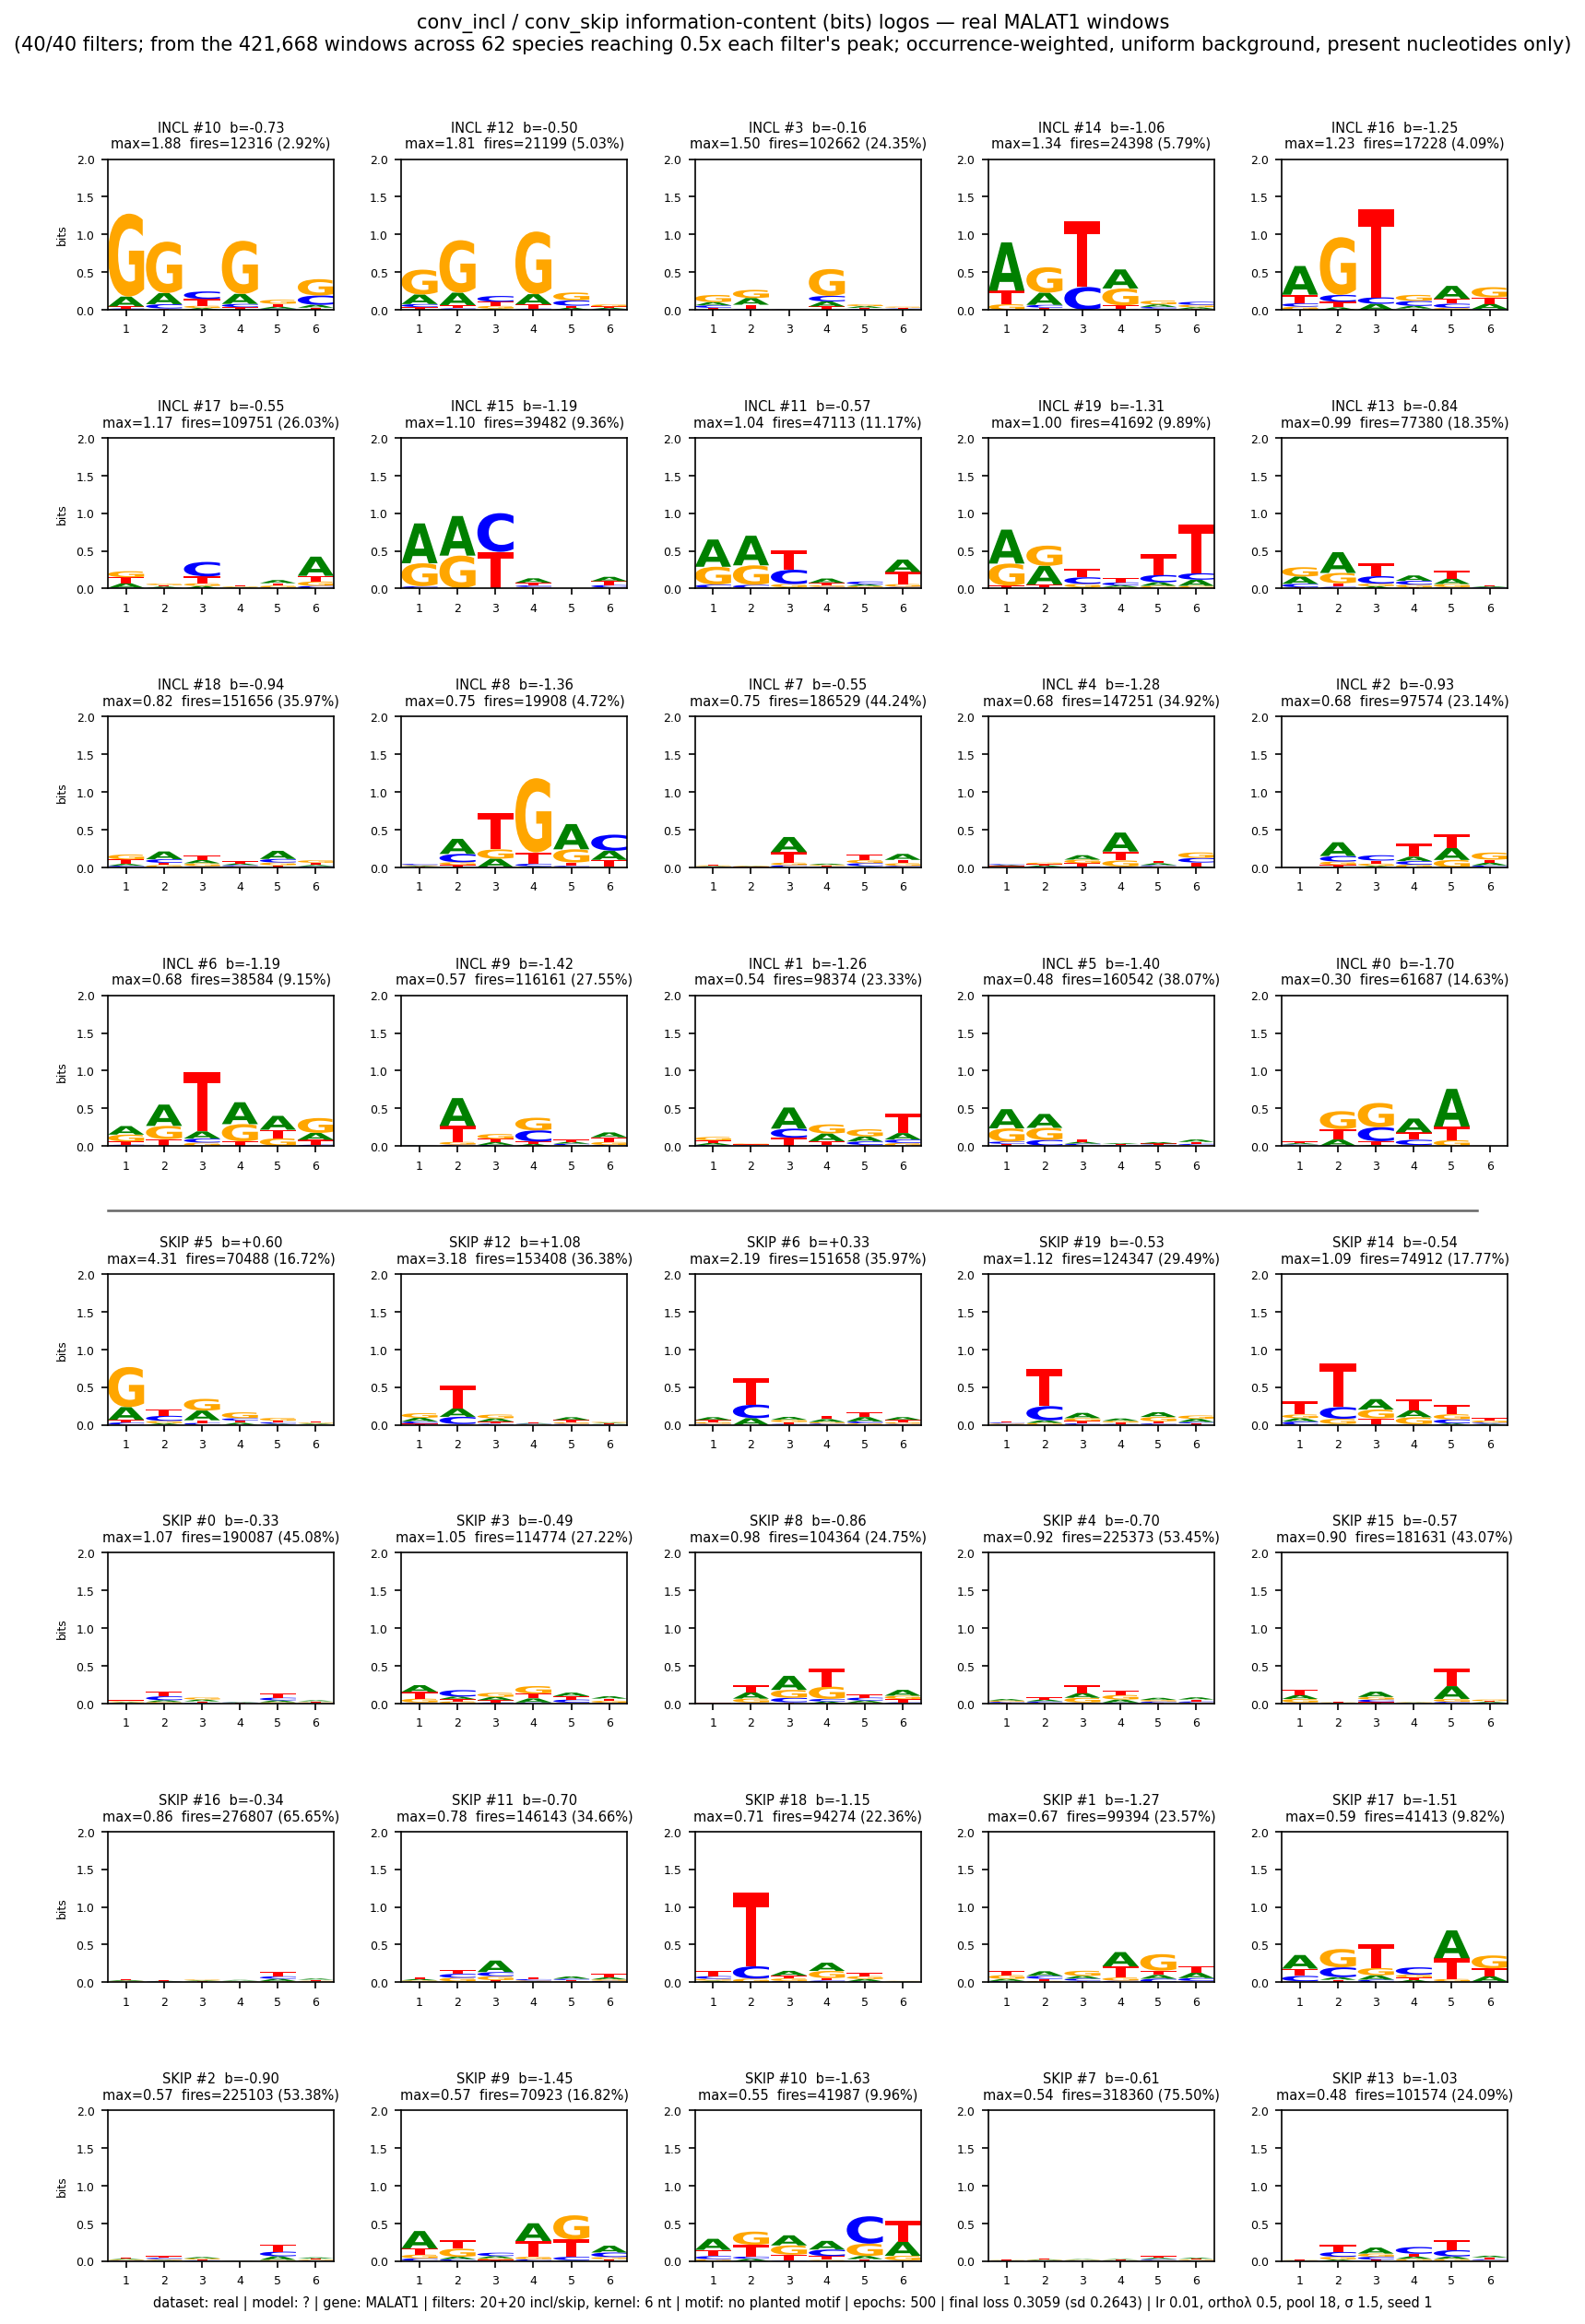 conv_incl / conv_skip information-content (bits) logos — real MALAT1 windows
(40/40 filters; from the 421,668 windows across 62 species reaching 0.5x each filter's peak; occurrence-weighted, uniform background, present nucleotides only)
INCL #10 b=-0.73
max=1.88 fires=12316 (2.92%)
INCL #12 b=-0.50
max=1.81 fires=21199 (5.03%)
INCL #3 b=-0.16
max=1.50 fires=102662 (24.35%)
INCL #14 b=-1.06
max=1.34 fires=24398 (5.79%)
INCL #16 b=-1.25
max=1.23 fires=17228 (4.09%)
INCL #17 b=-0.55
max=1.17 fires=109751 (26.03%)
INCL #15 b=-1.19
max=1.10 fires=39482 (9.36%)
INCL #11 b=-0.57
max=1.04 fires=47113 (11.17%)
INCL #19 b=-1.31
max=1.00 fires=41692 (9.89%)
INCL #13 b=-0.84
max=0.99 fires=77380 (18.35%)
INCL #18 b=-0.94
max=0.82 fires=151656 (35.97%)
INCL #8 b=-1.36
max=0.75 fires=19908 (4.72%)
INCL #7 b=-0.55
max=0.75 fires=186529 (44.24%)
INCL #4 b=-1.28
max=0.68 fires=147251 (34.92%)
INCL #2 b=-0.93
max=0.68 fires=97574 (23.14%)
INCL #6 b=-1.19
max=0.68 fires=38584 (9.15%)
INCL #9 b=-1.42
max=0.57 fires=116161 (27.55%)
INCL #1 b=-1.26
max=0.54 fires=98374 (23.33%)
INCL #5 b=-1.40
max=0.48 fires=160542 (38.07%)
INCL #0 b=-1.70
max=0.30 fires=61687 (14.63%)
SKIP #5 b=+0.60
max=4.31 fires=70488 (16.72%)
SKIP #12 b=+1.08
max=3.18 fires=153408 (36.38%)
SKIP #6 b=+0.33
max=2.19 fires=151658 (35.97%)
SKIP #19 b=-0.53
max=1.12 fires=124347 (29.49%)
SKIP #14 b=-0.54
max=1.09 fires=74912 (17.77%)
SKIP #0 b=-0.33
max=1.07 fires=190087 (45.08%)
SKIP #3 b=-0.49
max=1.05 fires=114774 (27.22%)
SKIP #8 b=-0.86
max=0.98 fires=104364 (24.75%)
SKIP #4 b=-0.70
max=0.92 fires=225373 (53.45%)
SKIP #15 b=-0.57
max=0.90 fires=181631 (43.07%)
SKIP #16 b=-0.34
max=0.86 fires=276807 (65.65%)
SKIP #11 b=-0.70
max=0.78 fires=146143 (34.66%)
SKIP #18 b=-1.15
max=0.71 fires=94274 (22.36%)
SKIP #1 b=-1.27
max=0.67 fires=99394 (23.57%)
SKIP #17 b=-1.51
max=0.59 fires=41413 (9.82%)
SKIP #2 b=-0.90
max=0.57 fires=225103 (53.38%)
SKIP #9 b=-1.45
max=0.57 fires=70923 (16.82%)
SKIP #10 b=-1.63
max=0.55 fires=41987 (9.96%)
SKIP #7 b=-0.61
max=0.54 fires=318360 (75.50%)
SKIP #13 b=-1.03
max=0.48 fires=101574 (24.09%)
dataset: real | model: ? | gene: MALAT1 | filters: 20+20 incl/skip, kernel: 6 nt | motif: no planted motif | epochs: 500 | final loss 0.3059 (sd 0.2643) | lr 0.01, orthoλ 0.5, pool 18, σ 1.5, seed 1